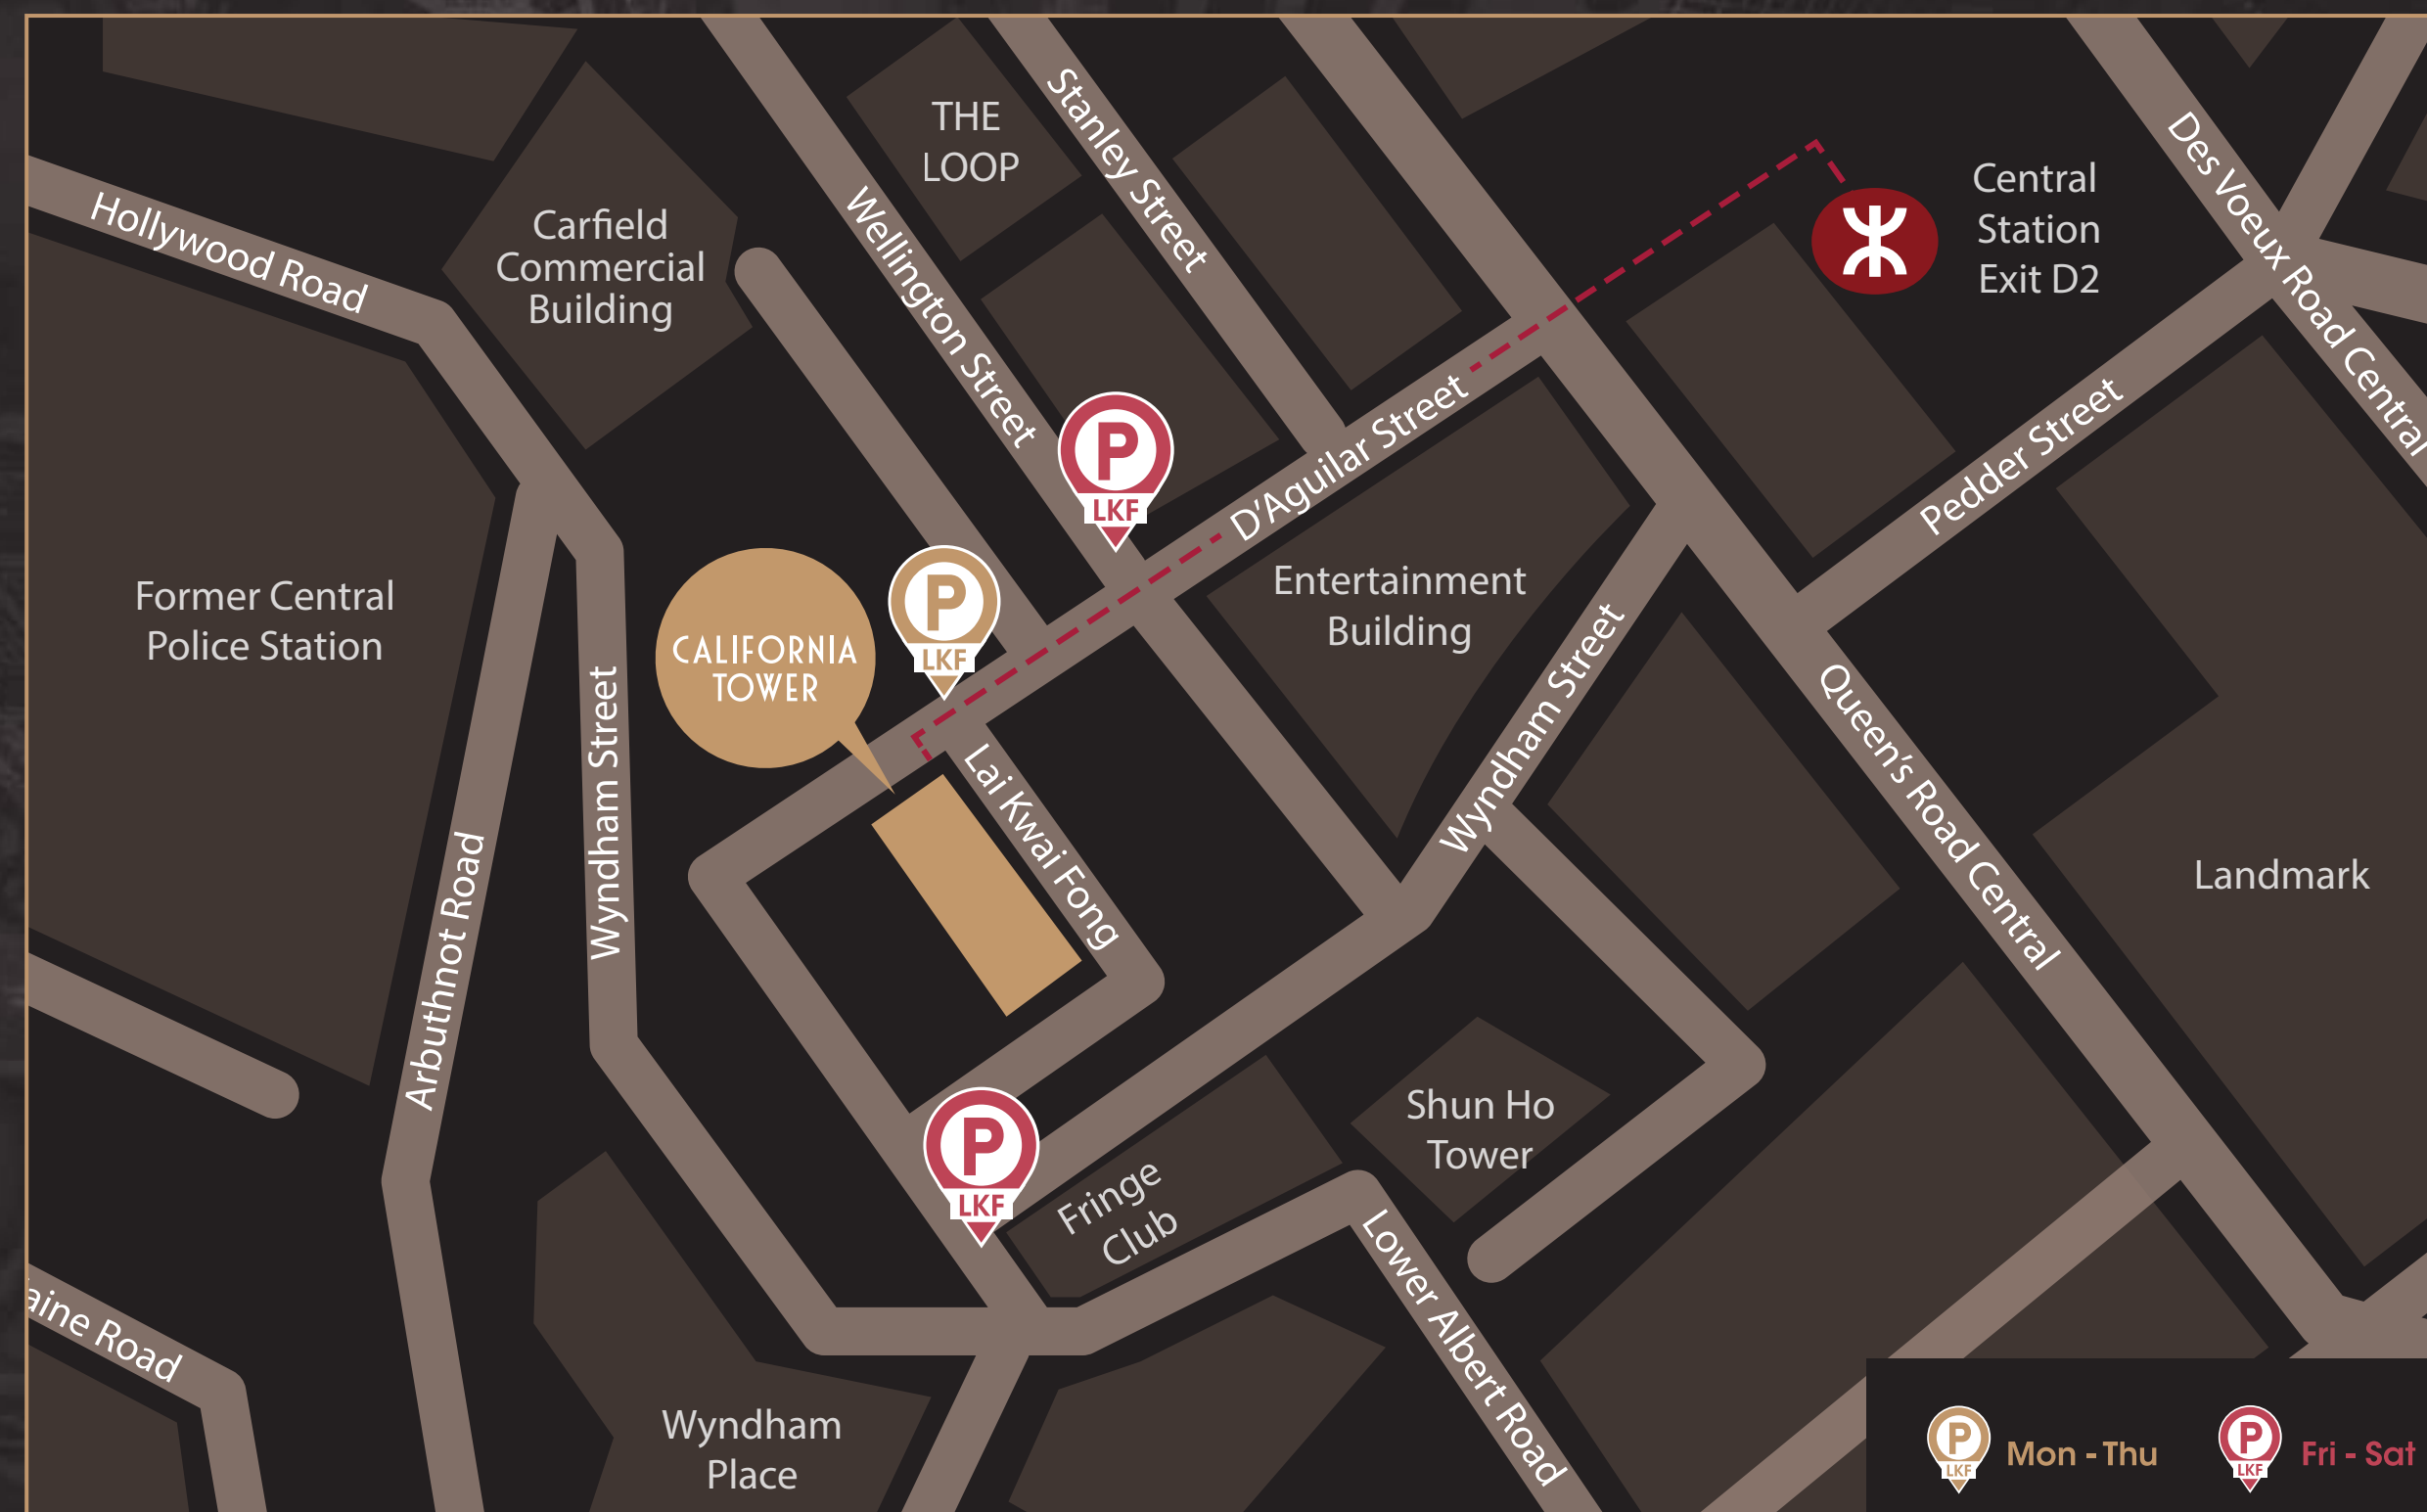 THE
LOOP
Stanley Street
Des Voeux Road Central
Central
Station
Exit D2
Hollywood Road
Carfield
Commercial
Building
Wellington Street
P
LKF
D'Aguilar Street
Pedder Street
Former Central
Police Station
CALIFORNIA
TOWER
P
LKF
Entertainment
Building
Wyndham Street
Wyndham Street
Queen's Road Central
Lai Kwai Fong
Arbuthnot Road
Landmark
P
LKF
Shun Ho
Tower
Fringe
Club
Lower Albert Road
aine Road
Wyndham
Place
P
LKF
Mon - Thu
P
LKF
Fri - Sat